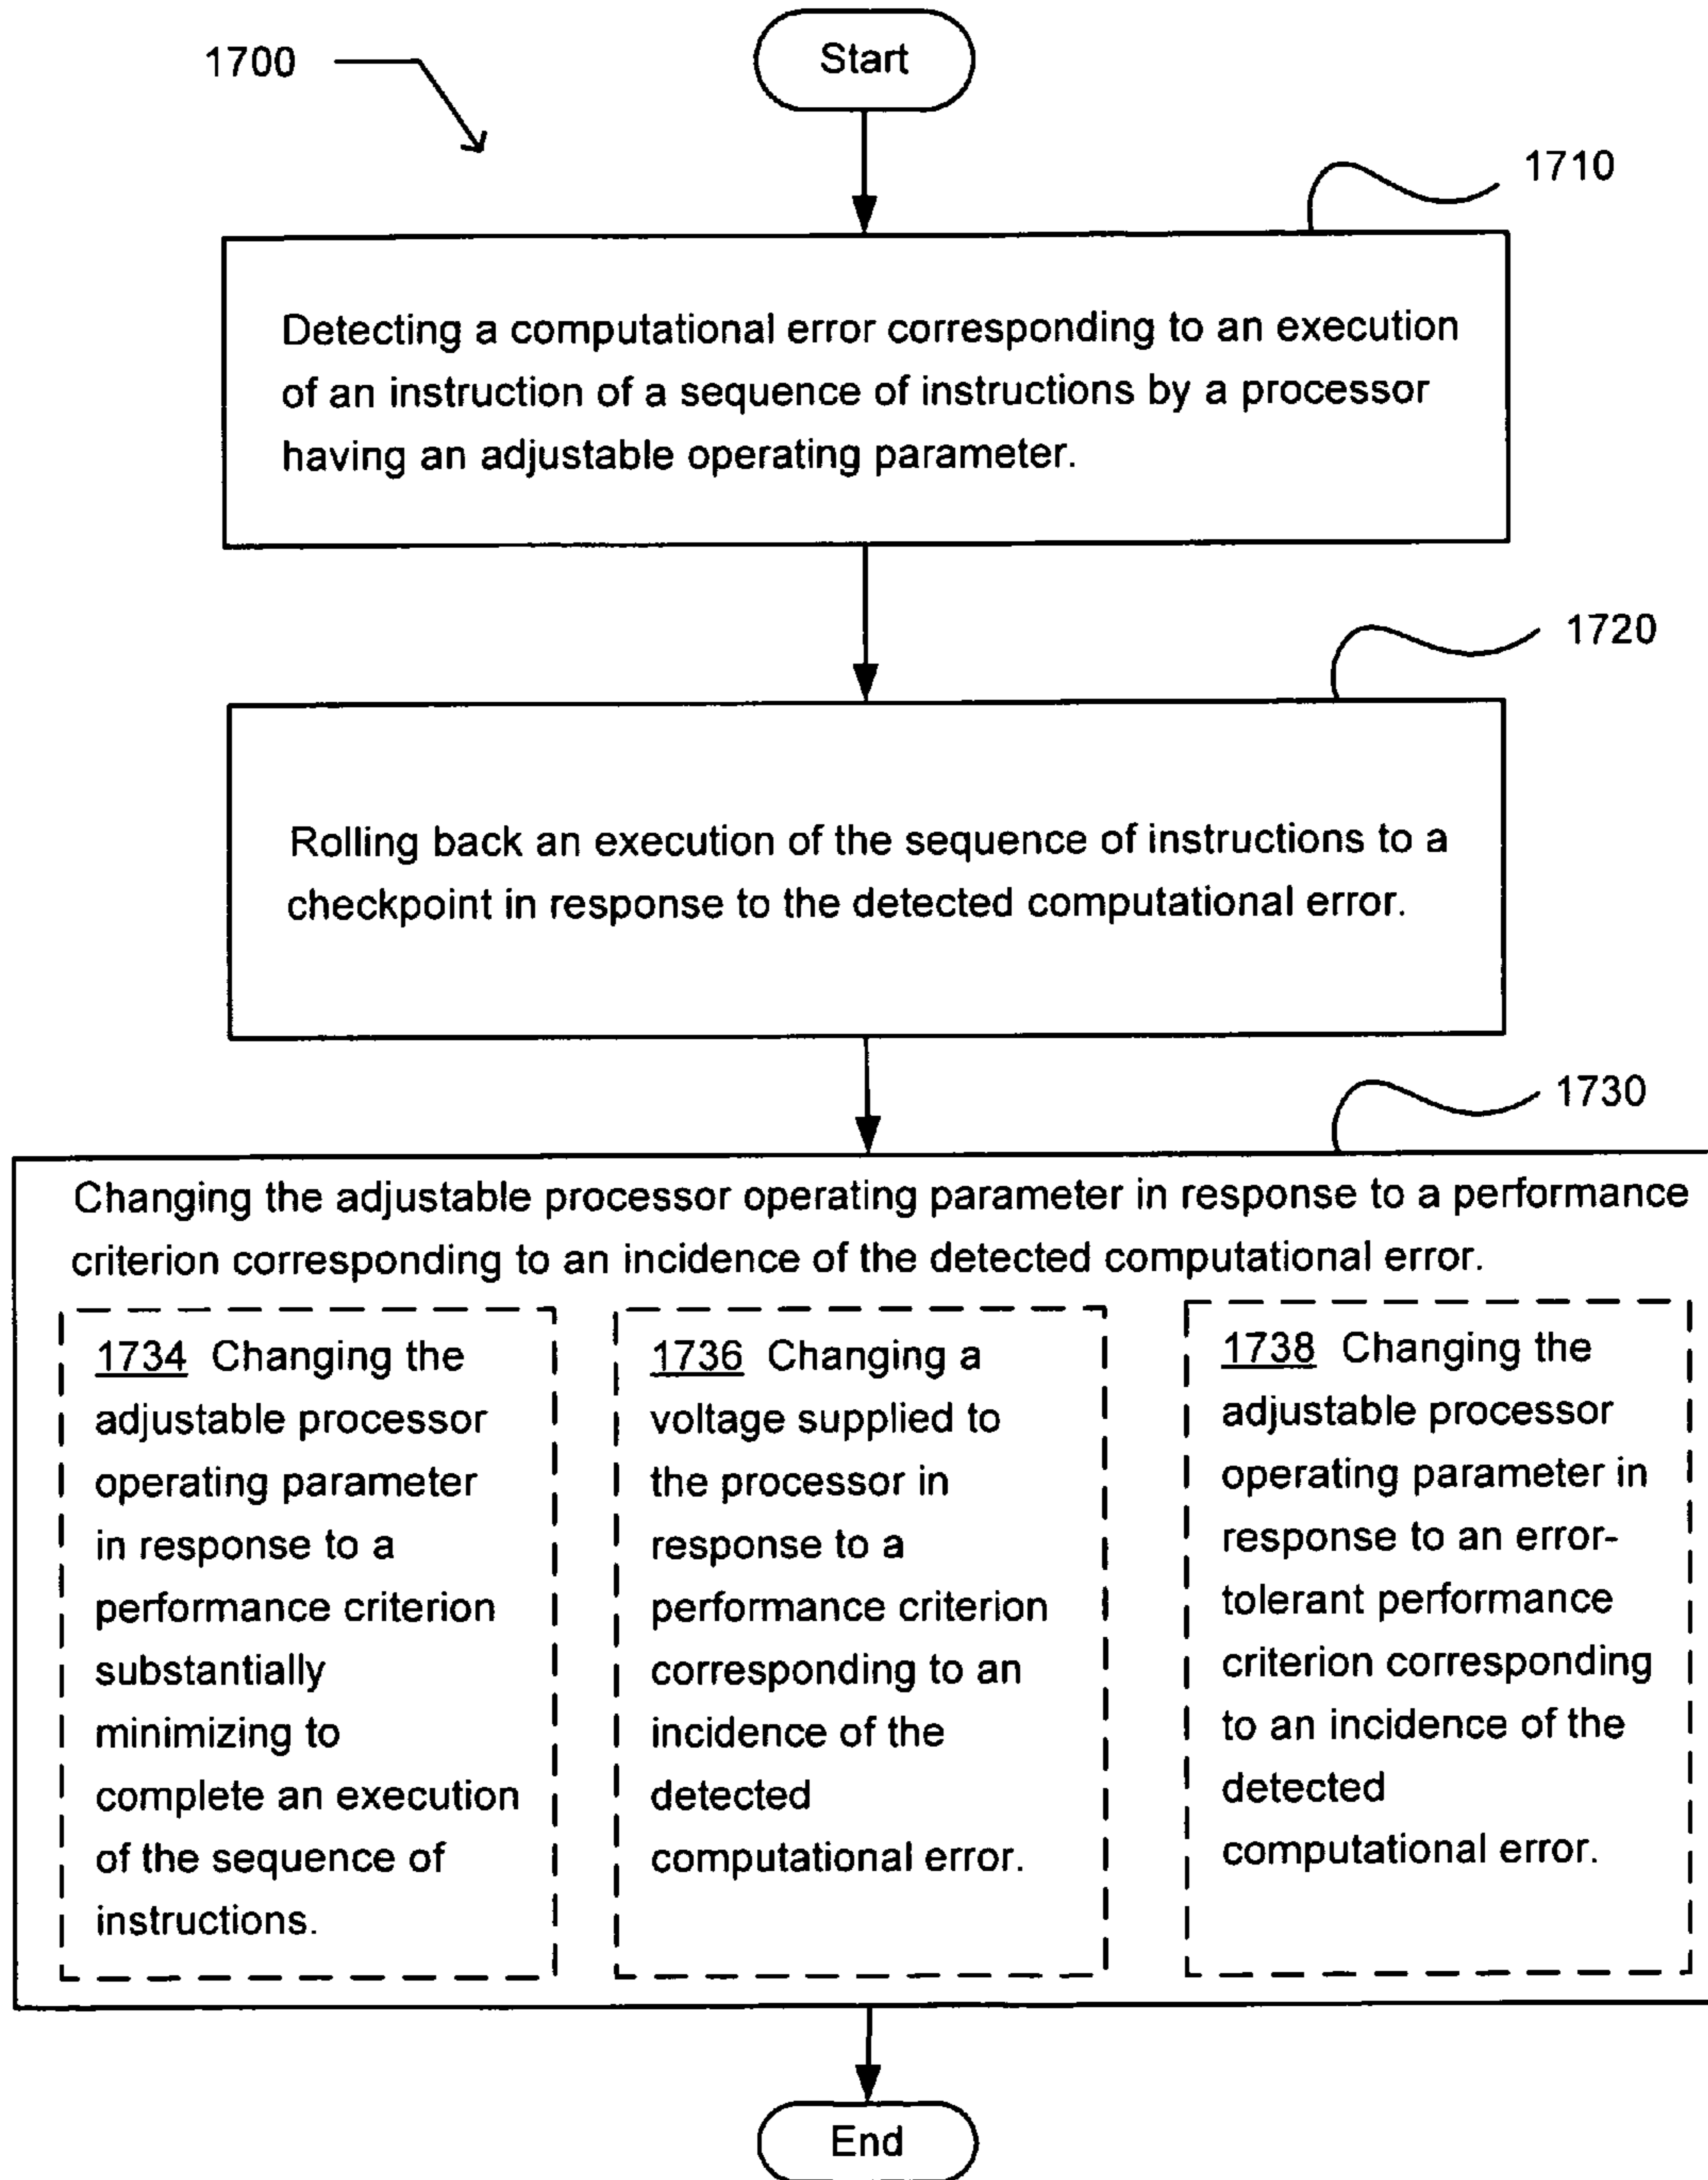 1700
Start
1710
Detecting a computational error corresponding to an execution
of an instruction of a sequence of instructions by a processor
having an adjustable operating parameter.
1720
Rolling back an execution of the sequence of instructions to a
checkpoint in response to the detected computational error.
1730
Changing the adjustable processor operating parameter in response to a performance
criterion corresponding to an incidence of the detected computational error.
1734 Changing the
adjustable processor
operating parameter
in response to a
performance criterion
substantially
minimizing to
complete an execution
of the sequence of
instructions.
1736 Changing a
voltage supplied to
the processor in
response to a
performance criterion
corresponding to an
incidence of the
detected
computational error.
1738 Changing the
adjustable processor
operating parameter in
response to an error-
tolerant performance
criterion corresponding
to an incidence of the
detected
computational error.
End